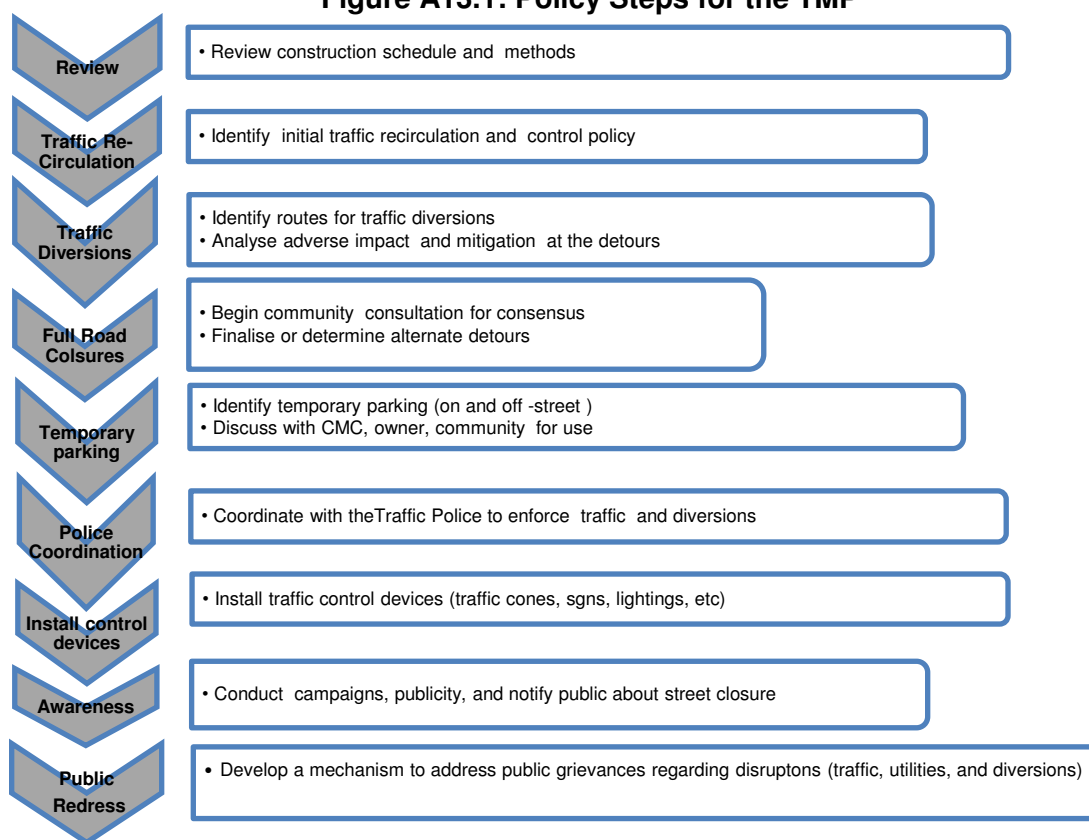 Figure A13.1: Policy Steps for the TMP
Review
• Review construction schedule and methods
Traffic Re-
Circulation
• Identify initial traffic recirculation and control policy
Traffic
Diversions
• Identify routes for traffic diversions
• Analyse adverse impact and mitigation at the detours
Full Road
Colsures
• Begin community consultation for consensus
• Finalise or determine alternate detours
Temporary
parking
• Identify temporary parking (on and off -street )
• Discuss with CMC, owner, community for use
Police
Coordination
• Coordinate with theTraffic Police to enforce traffic and diversions
Install control
devices
• Install traffic control devices (traffic cones, sgns, lightings, etc)
Awareness
• Conduct campaigns, publicity, and notify public about street closure
Public
Redress
• Develop a mechanism to address public grievances regarding disruptons (traffic, utilities, and diversions)